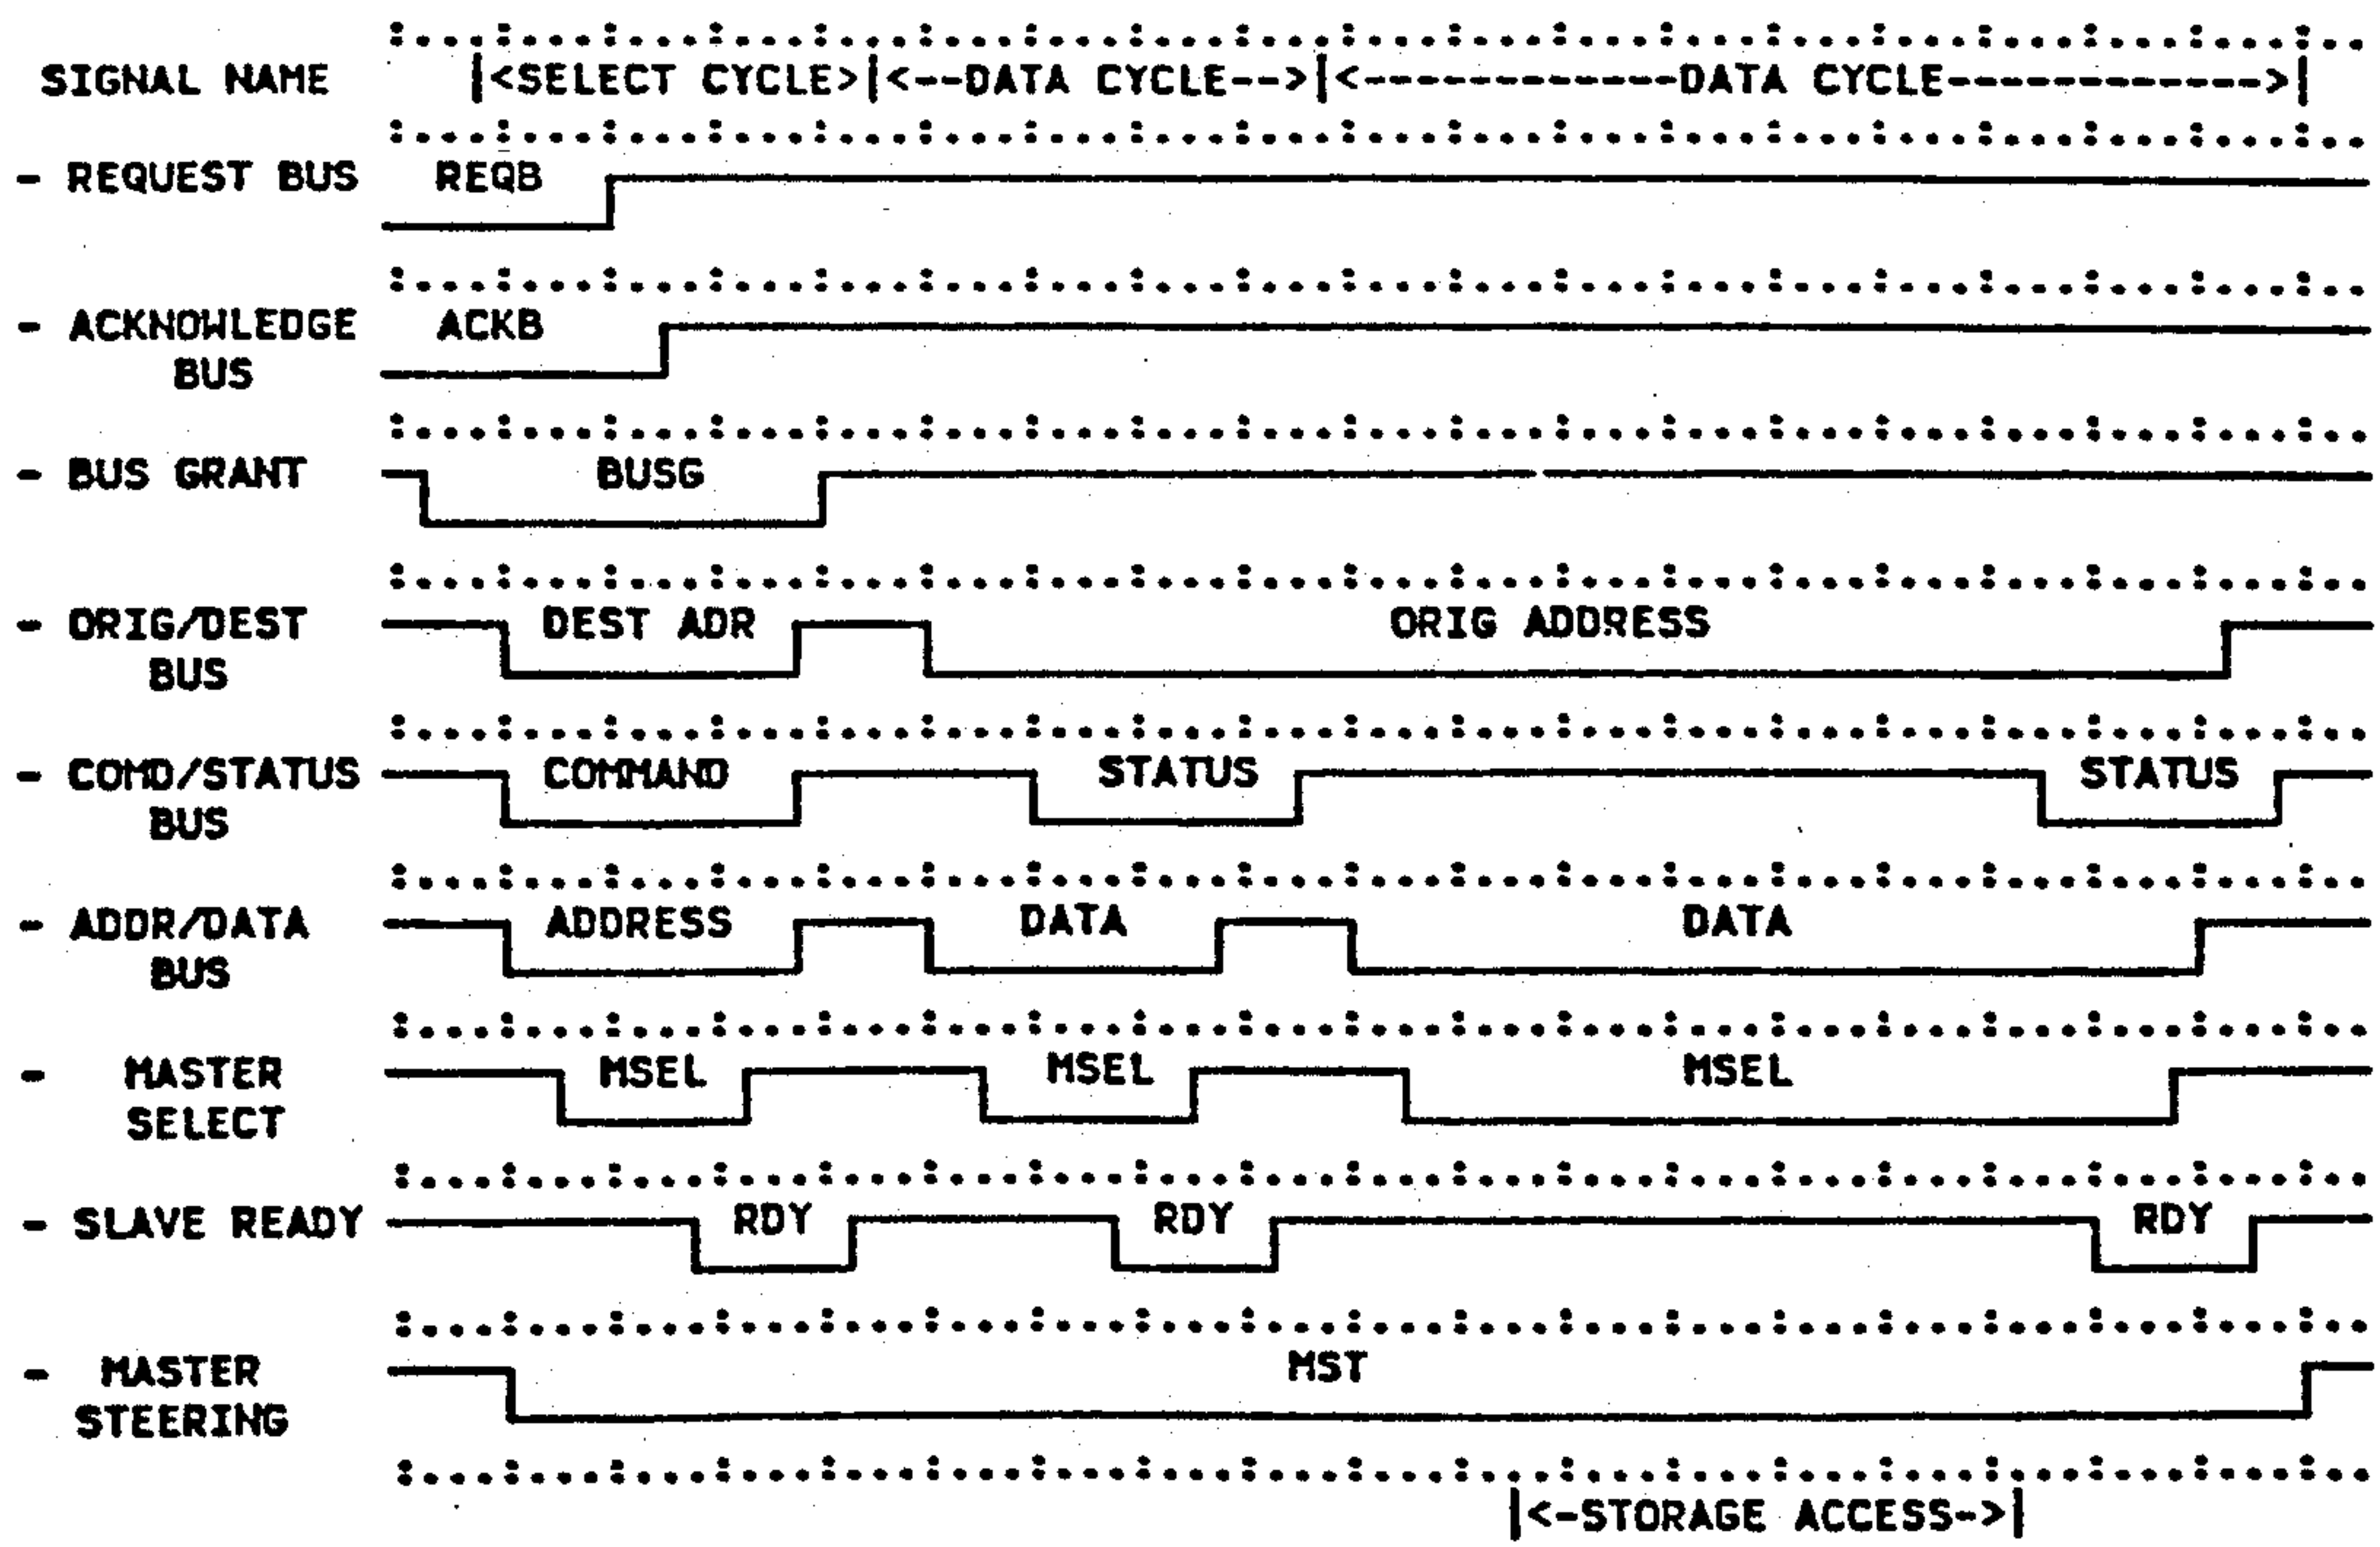 SIGNAL NAME |<SELECT CYCLE>|<--DATA CYCLE-->|<------------DATA CYCLE------------>|
- REQUEST BUS REQB
- ACKNOWLEDGE ACKB
BUS
- BUS GRANT BUSG
- ORIG/DEST DEST ADR ORIG ADDRESS
BUS
- COMD/STATUS COMMAND STATUS STATUS
BUS
- ADDR/DATA ADDRESS DATA DATA
BUS
- MASTER MSEL MSEL MSEL
SELECT
- SLAVE READY RDY RDY RDY
- MASTER MST
STEERING
|<-STORAGE ACCESS->|